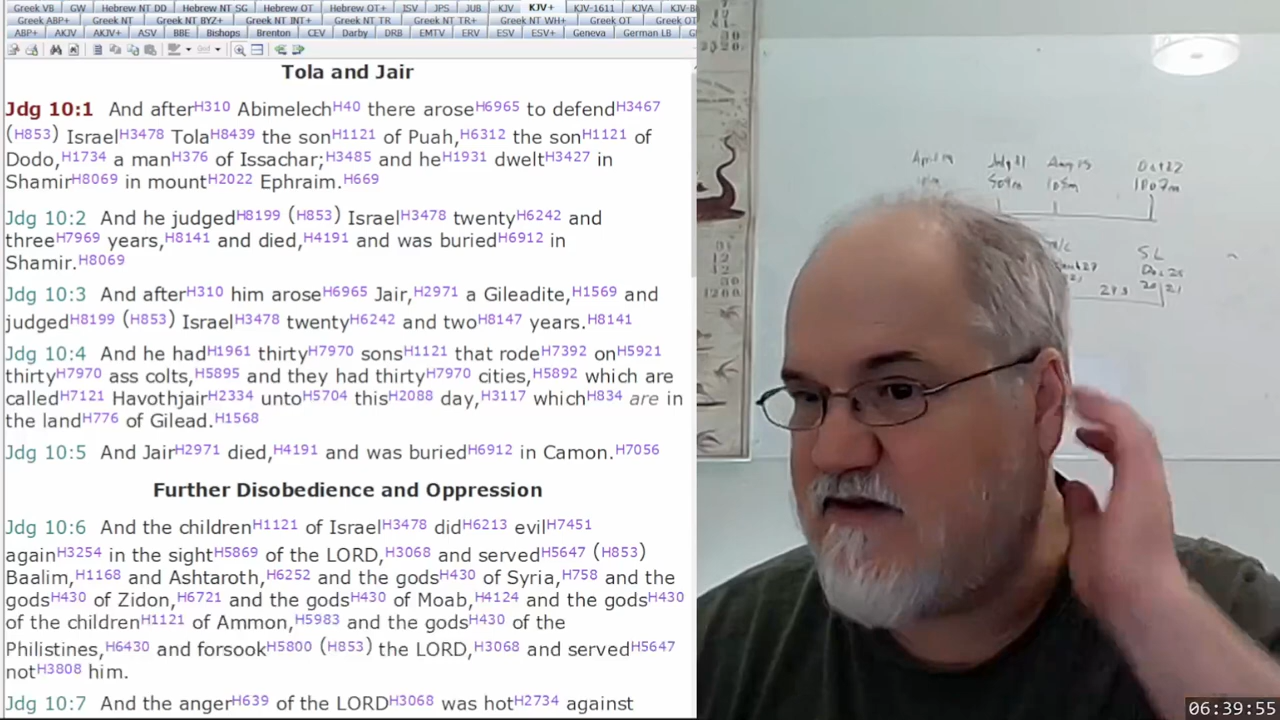 Greek VB GW Hebrew NT DD Hebrew NT SG Hebrew OT Hebrew OT+ ISV JPS JUB KJV KJV+ KJV-1611 KJVA
Greek ABP+ Greek NT Greek NT BYZ+ Greek NT INT+ Greek NT TR Greek NT TR+ Greek NT WH+ Greek OT
ABP+ AKJV AKJV+ ASV BBE Bishops Brenton CEV Darby DRB EMTV ERV ESV ESV+ Geneva German LB
Tola and Jair
Jdg 10:1 And afterH310 AbimelechH40 there aroseH6965 to defendH3467
(H853) IsraelH3478 TolaH8439 the sonH1121 of Puah,H6312 the sonH1121 of
Dodo,H1734 a manH376 of Issachar;H3485 and heH1931 dweltH3427 in
ShamirH8069 in mountH2022 Ephraim.H669
Jdg 10:2 And he judgedH8199 (H853) IsraelH3478 twentyH6242 and
threeH7969 years,H8141 and died,H4191 and was buriedH6912 in
Shamir.H8069
Jdg 10:3 And afterH310 him aroseH6965 Jair,H2971 a Gileadite,H1569 and
judgedH8199 (H853) IsraelH3478 twentyH6242 and twoH8147 years.H8141
Jdg 10:4 And he hadH1961 thirtyH7970 sonsH1121 that rodeH7392 onH5921
thirtyH7970 ass colts,H5895 and they had thirtyH7970 cities,H5892 which are
calledH7121 HavothjairH2334 untoH5704 thisH2088 day,H3117 whichH834 are in
the landH776 of Gilead.H1568
Jdg 10:5 And JairH2971 died,H4191 and was buriedH6912 in Camon.H7056
Further Disobedience and Oppression
Jdg 10:6 And the childrenH1121 of IsraelH3478 didH6213 evilH7451
againH3254 in the sightH5869 of the LORD,H3068 and servedH5647 (H853)
Baalim,H1168 and Ashtaroth,H6252 and the godsH430 of Syria,H758 and the
godsH430 of Zidon,H6721 and the godsH430 of Moab,H4124 and the godsH430
of the childrenH1121 of Ammon,H5983 and the godsH430 of the
Philistines,H6430 and forsookH5800 (H853) the LORD,H3068 and servedH5647
notH3808 him.
Jdg 10:7 And the angerH639 of the LORDH3068 was hotH2734 against
Oct 22
S L
06:39:55